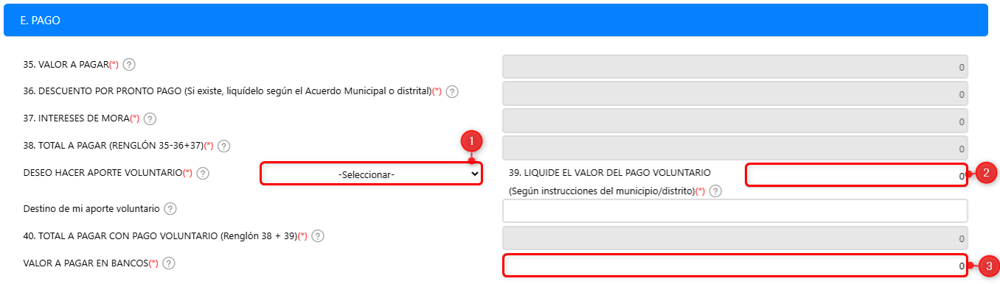 E. PAGO
35. VALOR A PAGAR(*) ? 0
36. DESCUENTO POR PRONTO PAGO (Si existe, liquídelo según el Acuerdo Municipal o distrital)(*) ? 0
37. INTERESES DE MORA(*) ? 0
38. TOTAL A PAGAR (RENGLÓN 35-36+37)(*) ? 0
1
DESEO HACER APORTE VOLUNTARIO(*) ? -Seleccionar- 39. LIQUIDE EL VALOR DEL PAGO VOLUNTARIO 0 2
(Según instrucciones del municipio/distrito)(*) ?
Destino de mi aporte voluntario ?
40. TOTAL A PAGAR CON PAGO VOLUNTARIO (Renglón 38 + 39)(*) ? 0
VALOR A PAGAR EN BANCOS(*) ? 0 3